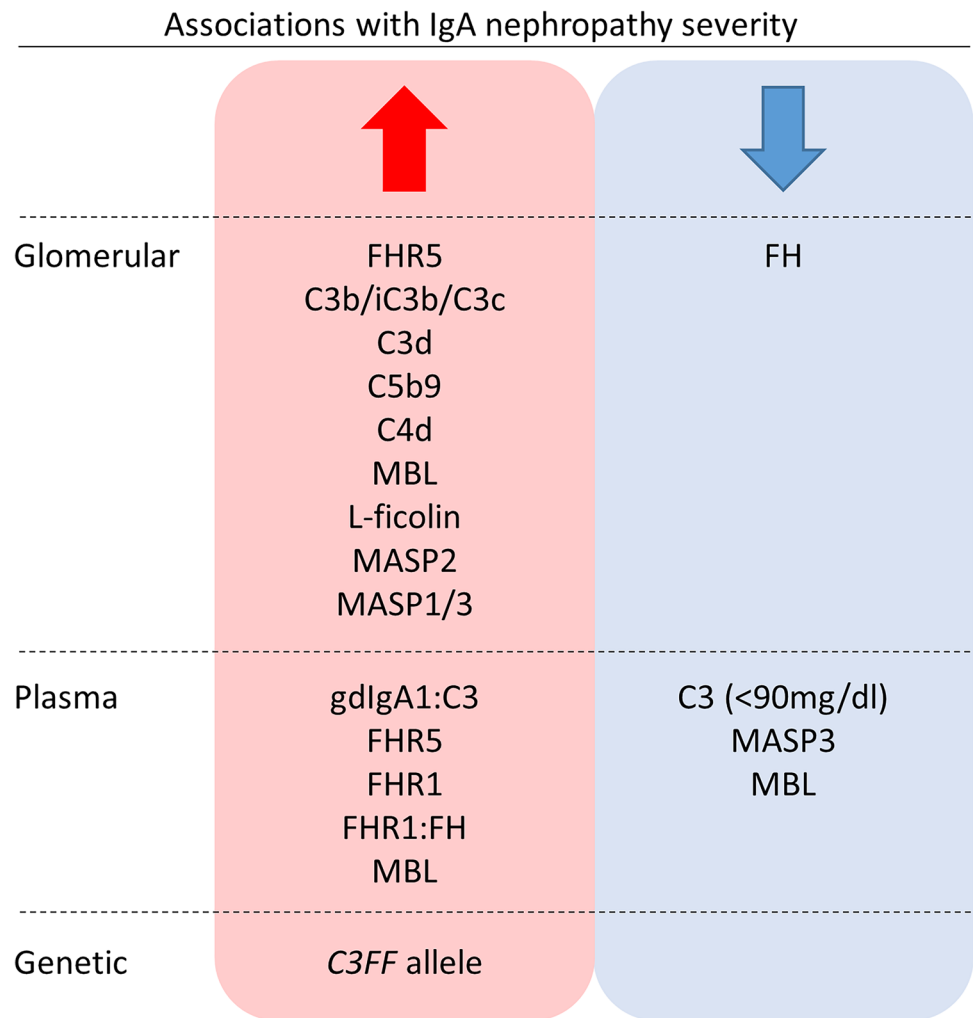 Associations with IgA nephropathy severity
Glomerular FHR5 FH
C3b/iC3b/C3c
C3d
C5b9
C4d
MBL
L-ficolin
MASP2
MASP1/3
Plasma gdIgA1:C3 C3 (<90mg/dl)
FHR5 MASP3
FHR1 MBL
FHR1:FH
MBL
Genetic C3FF allele